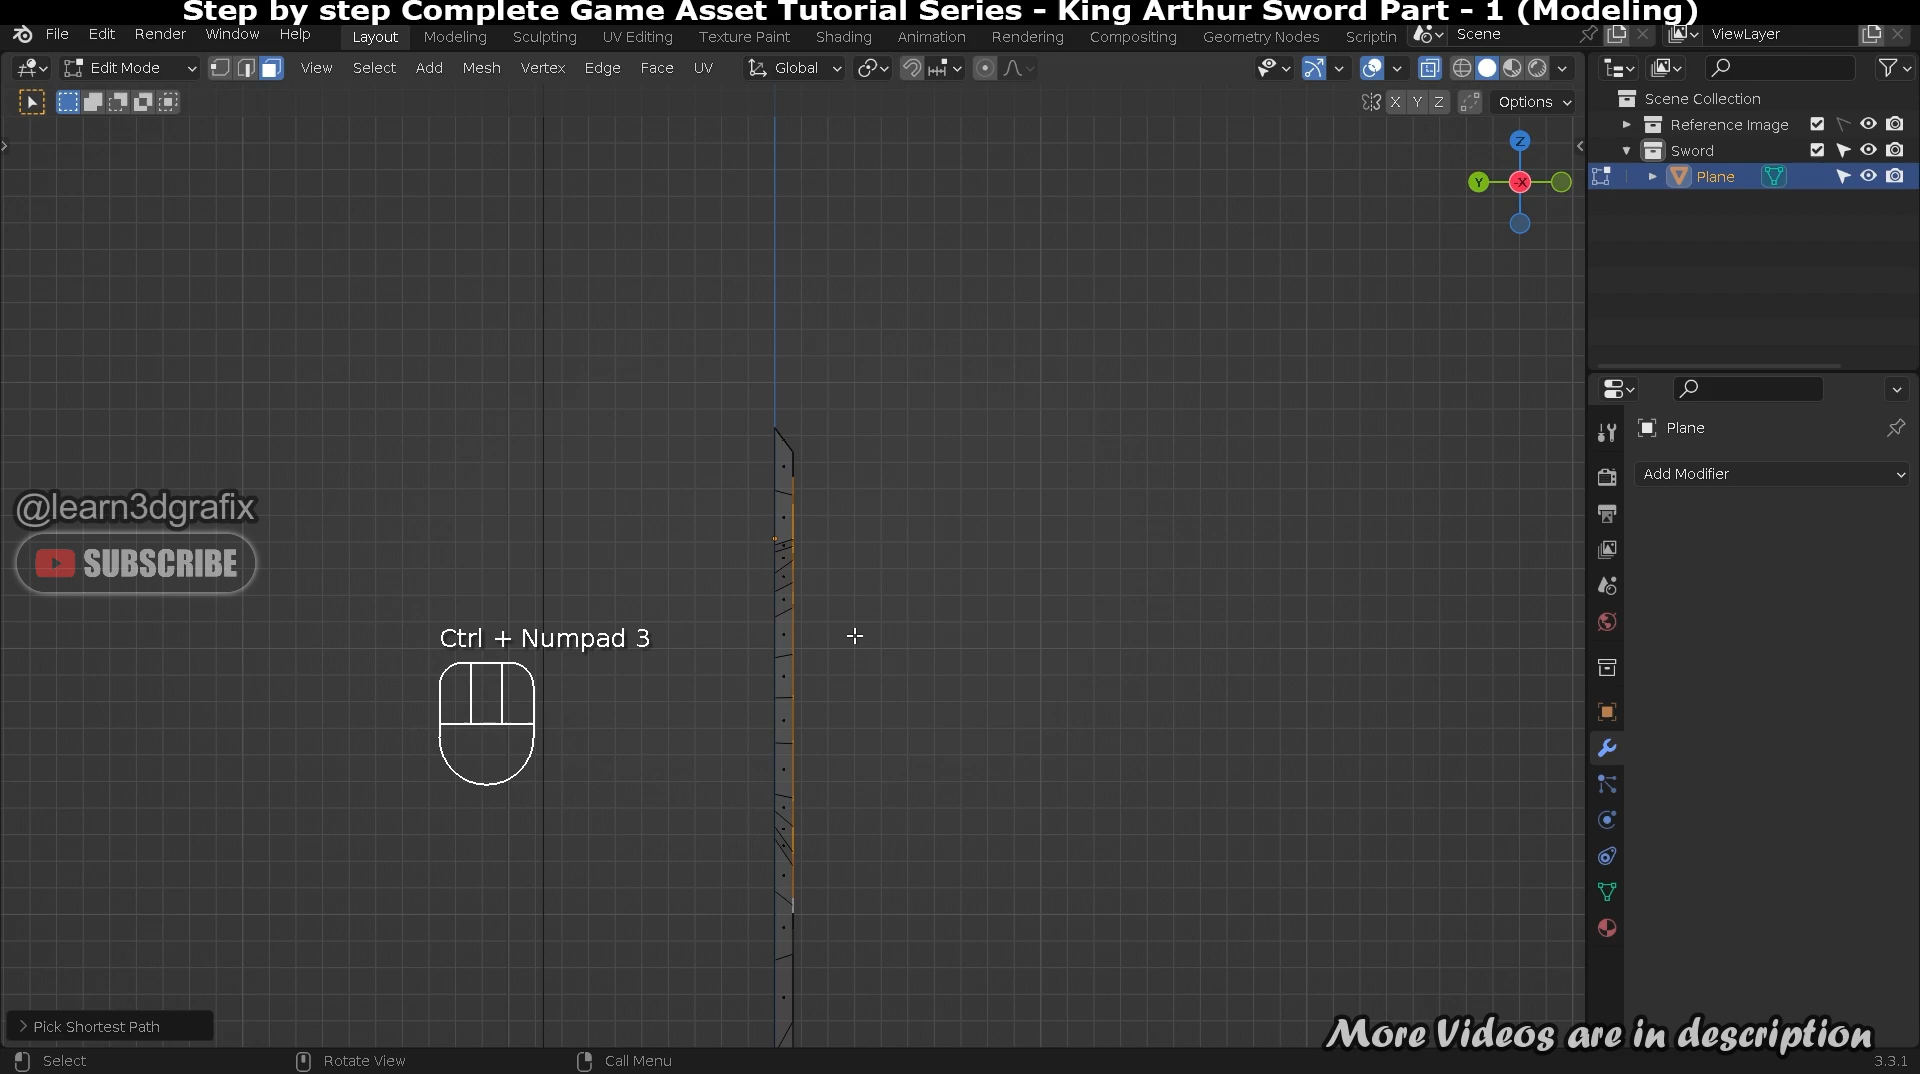 Step by step Complete Game Asset Tutorial Series - King Arthur Sword Part - 1 (Modeling)
File Edit Render Window Help Layout Modeling Sculpting UV Editing Texture Paint Shading Animation Rendering Compositing Geometry Nodes Scriptin Scene ViewLayer
Edit Mode View Select Add Mesh Vertex Edge Face UV Global
X Y Z Options
Scene Collection
Reference Image
Sword
Plane
Z
Y -X
Plane
Add Modifier
@learn3dgrafix
SUBSCRIBE
Ctrl + Numpad 3
Pick Shortest Path
More Videos are in description
Select Rotate View Call Menu 3.3.1